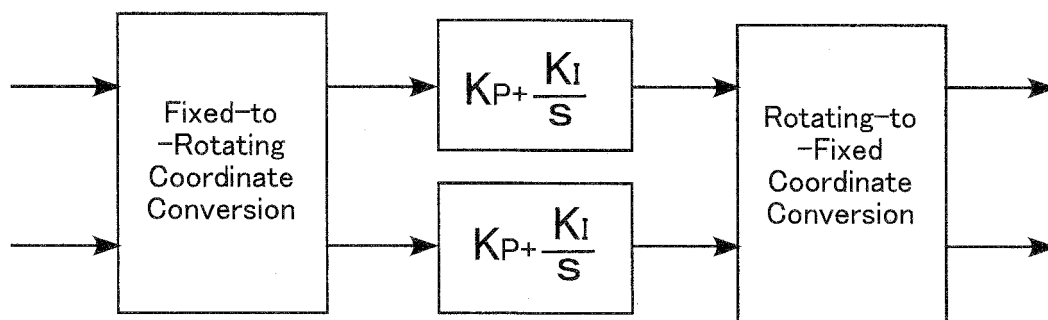 Fixed-to
-Rotating
Coordinate
Conversion
KP+ KI
s
KP+ KI
s
Rotating-to
-Fixed
Coordinate
Conversion